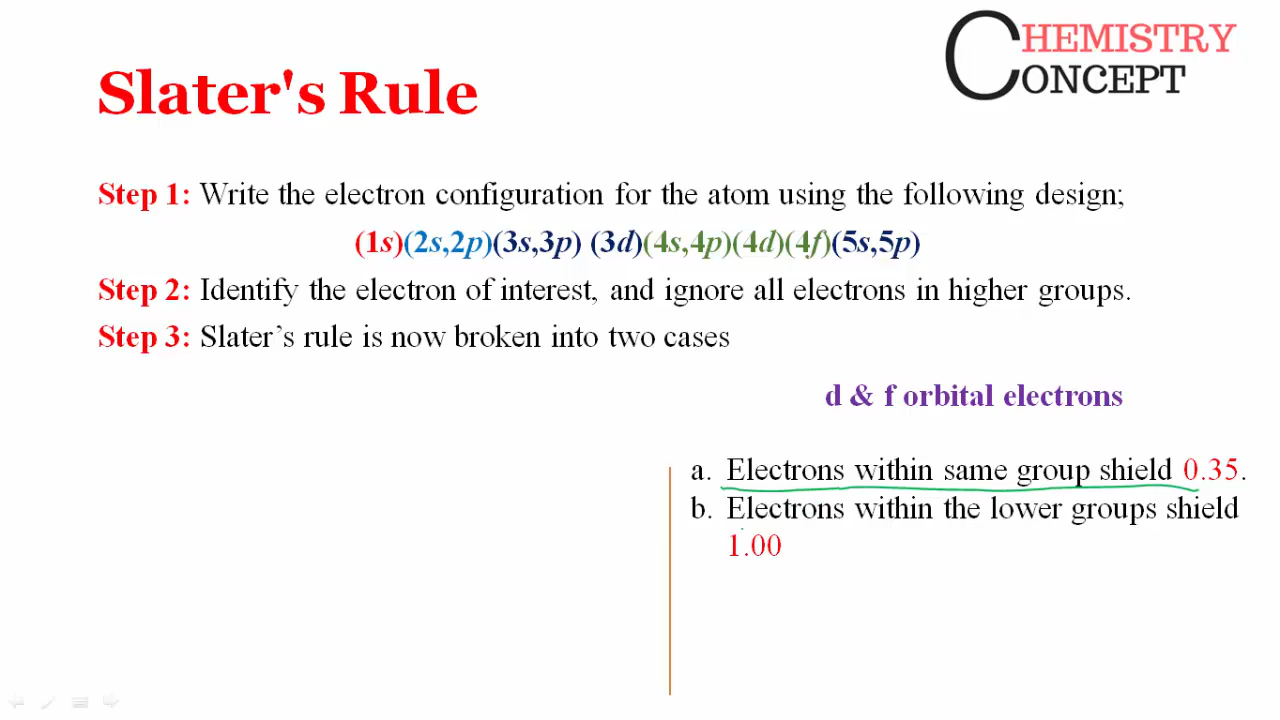 CHEMISTRY
ONCEPT
Slater's Rule
Step 1: Write the electron configuration for the atom using the following design;
(1s)(2s,2p)(3s,3p) (3d)(4s,4p)(4d)(4f)(5s,5p)
Step 2: Identify the electron of interest, and ignore all electrons in higher groups.
Step 3: Slater’s rule is now broken into two cases
d & f orbital electrons
a. Electrons within same group shield 0.35.
b. Electrons within the lower groups shield
1.00